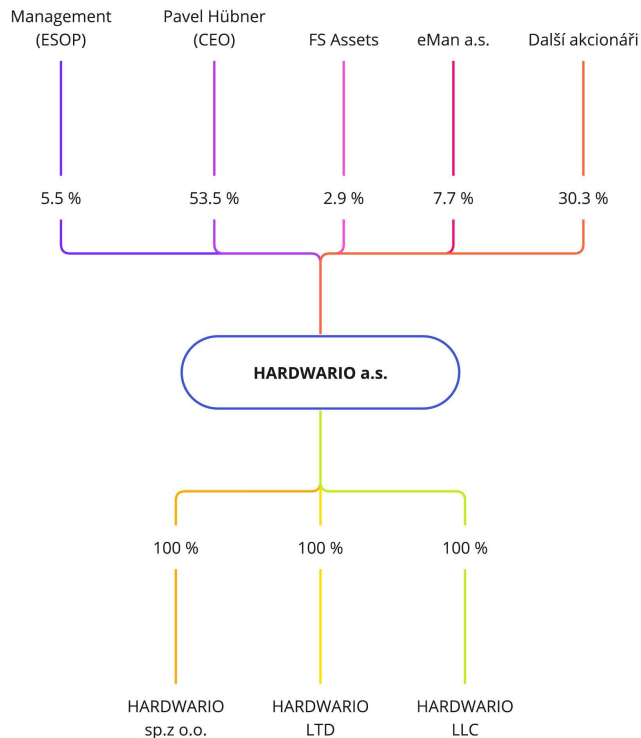 Management
(ESOP)
Pavel Hübner
(CEO)
FS Assets
eMan a.s.
Další akcionáři
5.5 %
53.5 %
2.9 %
7.7 %
30.3 %
HARDWARIO a.s.
100 %
100 %
100 %
HARDWARIO
sp.z o.o.
HARDWARIO
LTD
HARDWARIO
LLC